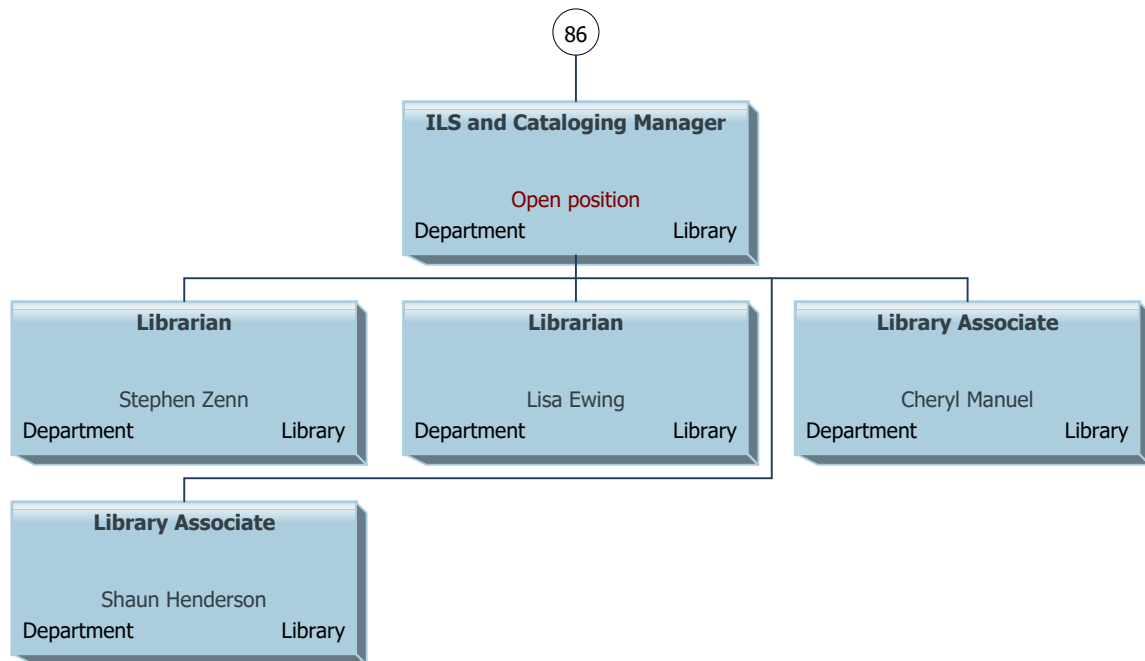 86
ILS and Cataloging Manager
Open position
Department Library
Librarian
Stephen Zenn
Department Library
Librarian
Lisa Ewing
Department Library
Library Associate
Cheryl Manuel
Department Library
Library Associate
Shaun Henderson
Department Library